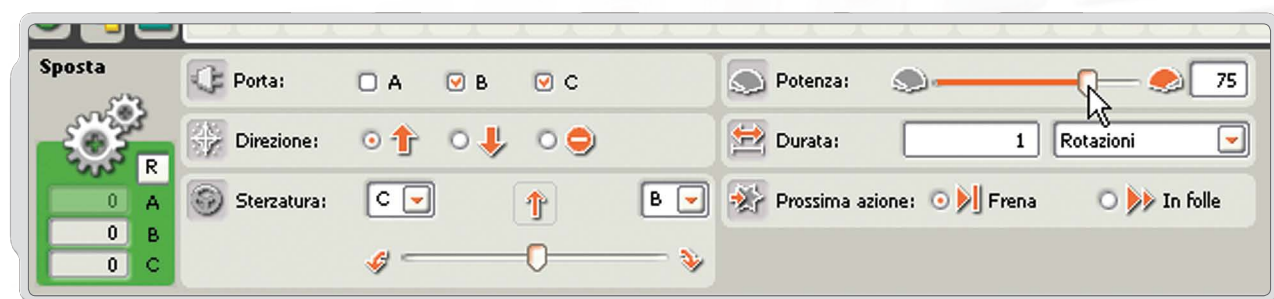 Sposta
R
0 A
0 B
0 C
Porta: A B C
Direzione:
Sterzatura: C B
Potenza: 75
Durata: 1 Rotazioni
Prossima azione: Frena In folle